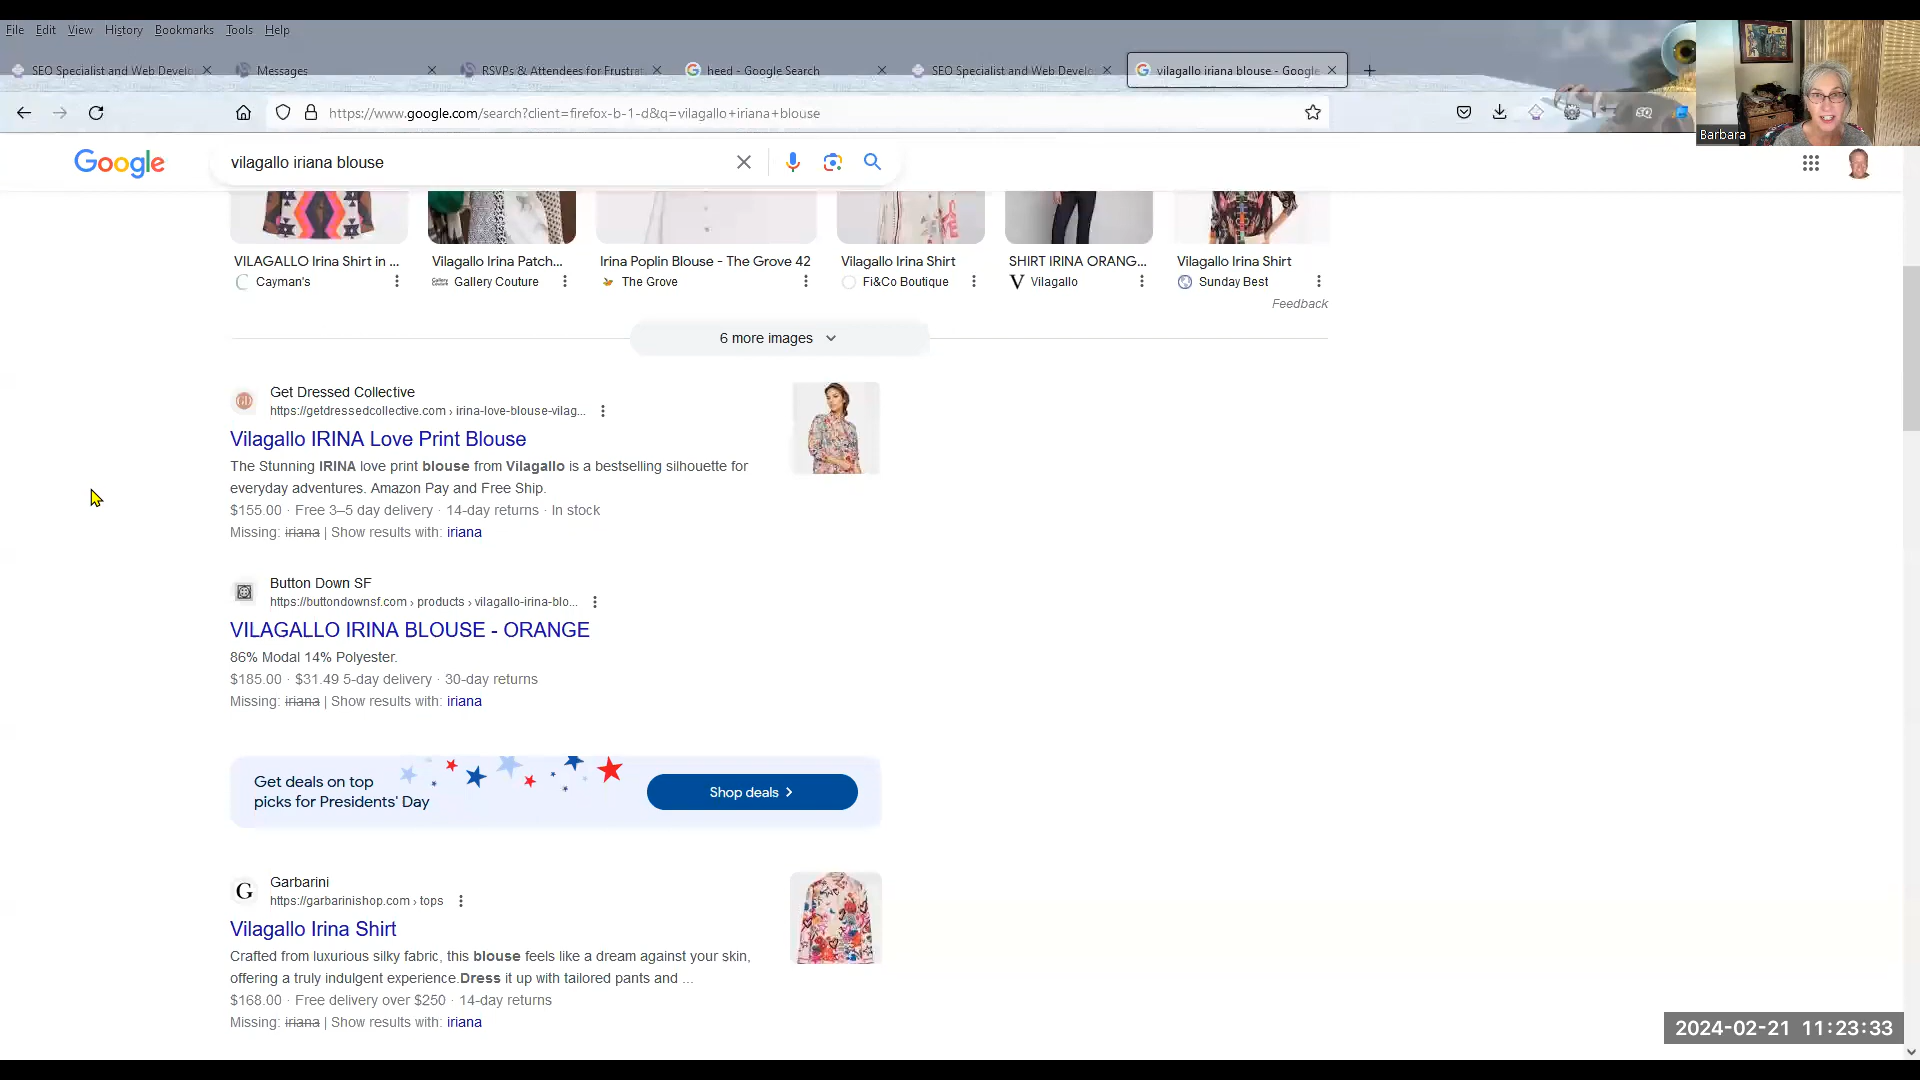 File Edit View History Bookmarks Tools Help
SEO Specialist and Web Develo
Messages
RSVPs & Attendees for Frustrat
heed - Google Search
SEO Specialist and Web Develo
vilagallo iriana blouse - Google
https://www.google.com/search?client=firefox-b-1-d&q=vilagallo+iriana+blouse
Barbara
Google
vilagallo iriana blouse
VILAGALLO Irina Shirt in ...
Cayman's
Vilagallo Irina Patch...
Gallery Couture
Irina Poplin Blouse - The Grove 42
The Grove
Vilagallo Irina Shirt
Fi&Co Boutique
SHIRT IRINA ORANG...
Vilagallo
Vilagallo Irina Shirt
Sunday Best
Feedback
6 more images
Get Dressed Collective
https://getdressedcollective.com › irina-love-blouse-vilag...
Vilagallo IRINA Love Print Blouse
The Stunning IRINA love print blouse from Vilagallo is a bestselling silhouette for
everyday adventures. Amazon Pay and Free Ship.
$155.00 · Free 3–5 day delivery · 14-day returns · In stock
Missing: iriana | Show results with: iriana
Button Down SF
https://buttondownsf.com › products › vilagallo-irina-blo...
VILAGALLO IRINA BLOUSE - ORANGE
86% Modal 14% Polyester.
$185.00 · $31.49 5-day delivery · 30-day returns
Missing: iriana | Show results with: iriana
Get deals on top
picks for Presidents' Day
Shop deals
G
Garbarini
https://garbarinishop.com › tops
Vilagallo Irina Shirt
Crafted from luxurious silky fabric, this blouse feels like a dream against your skin,
offering a truly indulgent experience.Dress it up with tailored pants and ...
$168.00 · Free delivery over $250 · 14-day returns
Missing: iriana | Show results with: iriana
2024-02-21 11:23:33